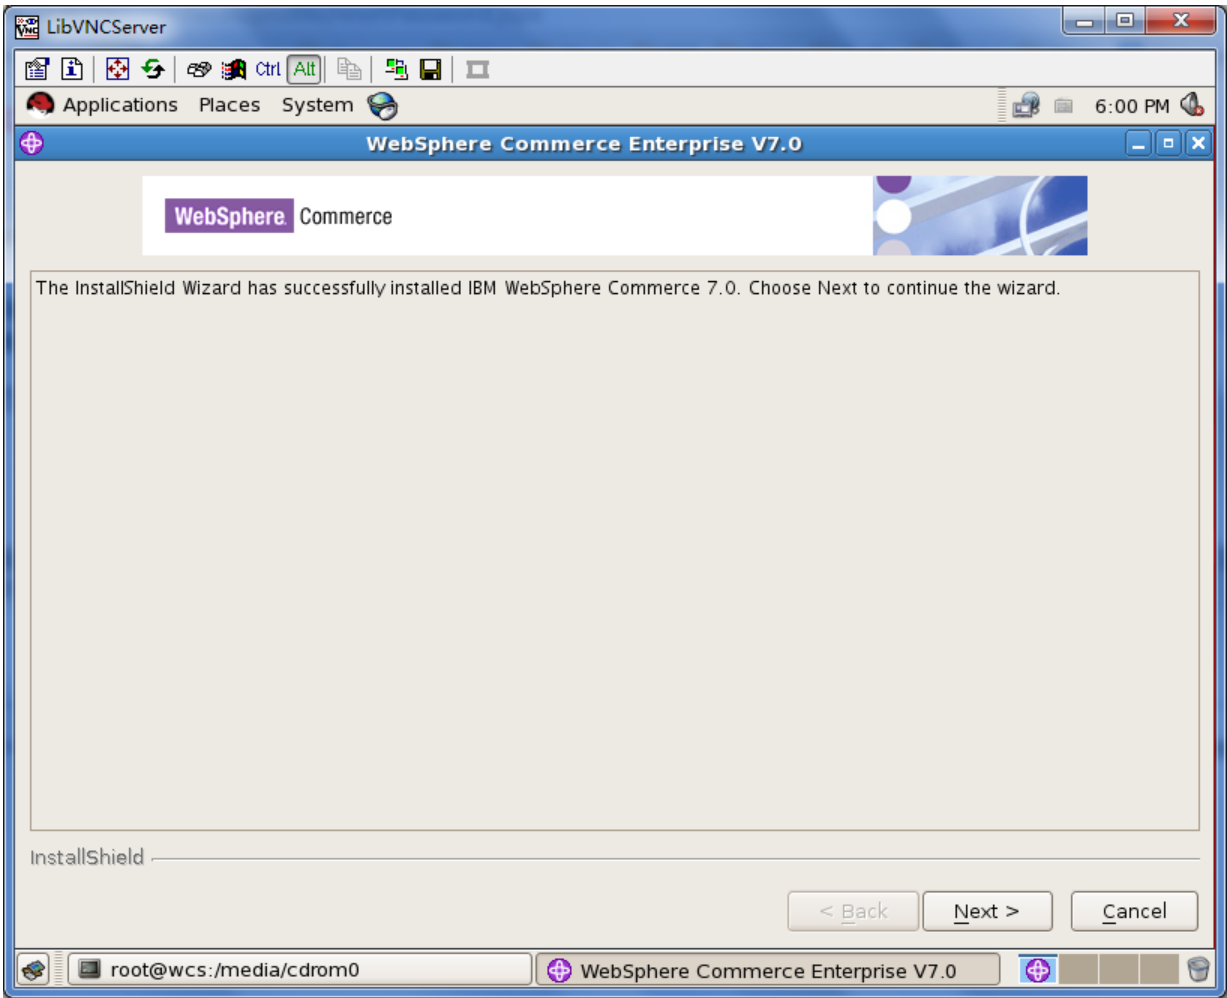 LibVNCServer
Ctrl Alt
Applications Places System 6:00 PM
WebSphere Commerce Enterprise V7.0
WebSphere. Commerce
The InstallShield Wizard has successfully installed IBM WebSphere Commerce 7.0. Choose Next to continue the wizard.
InstallShield
< Back Next > Cancel
root@wcs:/media/cdrom0 WebSphere Commerce Enterprise V7.0